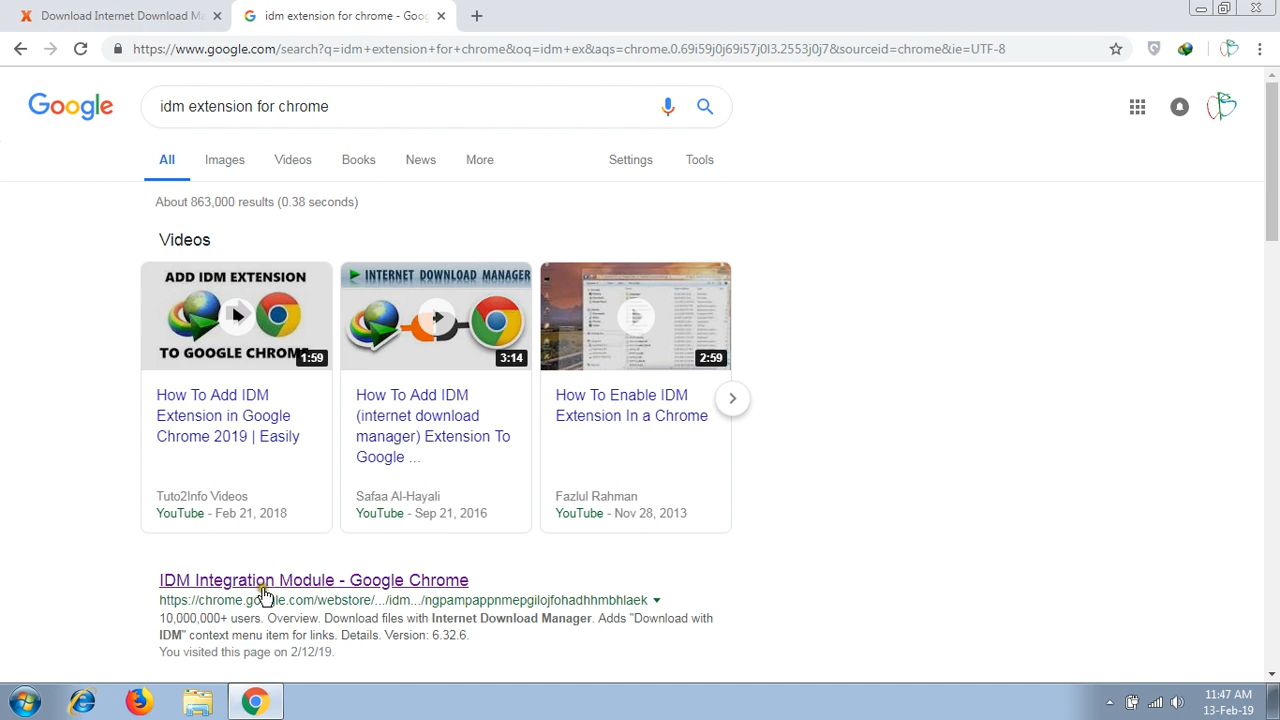 Download Internet Download Ma
idm extension for chrome - Goog
https://www.google.com/search?q=idm+extension+for+chrome&oq=idm+ex&aqs=chrome.0.69i59j0j69i57j0l3.2553j0j7&sourceid=chrome&ie=UTF-8
Google
idm extension for chrome
All Images Videos Books News More Settings Tools
About 863,000 results (0.38 seconds)
Videos
ADD IDM EXTENSION
TO GOOGLE CHROME
1:59
INTERNET DOWNLOAD MANAGER
3:14
2:59
How To Add IDM
Extension in Google
Chrome 2019 | Easily
Tuto2Info Videos
YouTube - Feb 21, 2018
How To Add IDM
(internet download
manager) Extension To
Google ...
Safaa Al-Hayali
YouTube - Sep 21, 2016
How To Enable IDM
Extension In a Chrome
Fazlul Rahman
YouTube - Nov 28, 2013
IDM Integration Module - Google Chrome
https://chrome.google.com/webstore/.../idm.../ngpampappnmepgilojfohadhhmbhlaek
10,000,000+ users. Overview. Download files with Internet Download Manager. Adds "Download with
IDM" context menu item for links. Details. Version: 6.32.6.
You visited this page on 2/12/19.
11:47 AM
13-Feb-19